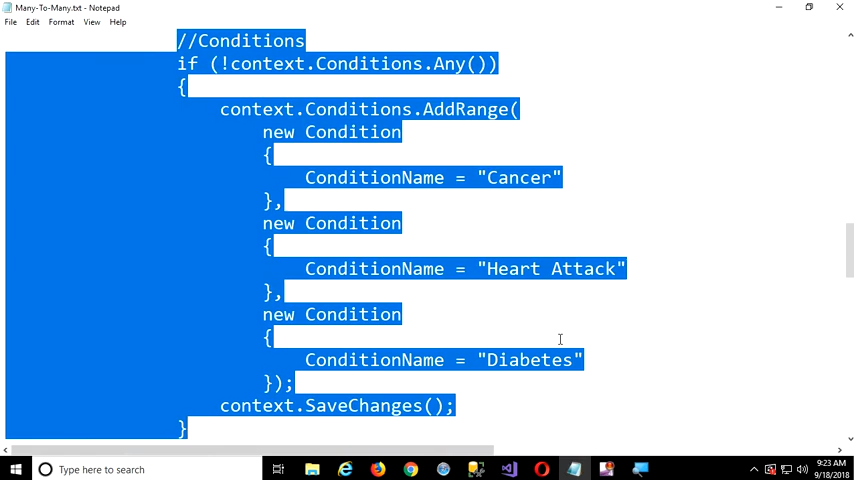 Many-To-Many.txt - Notepad
File Edit Format View Help
//Conditions
if (!context.Conditions.Any())
{
context.Conditions.AddRange(
new Condition
{
ConditionName = "Cancer"
},
new Condition
{
ConditionName = "Heart Attack"
},
new Condition
{
ConditionName = "Diabetes"
});
context.SaveChanges();
}
Type here to search
9:23 AM
9/18/2018